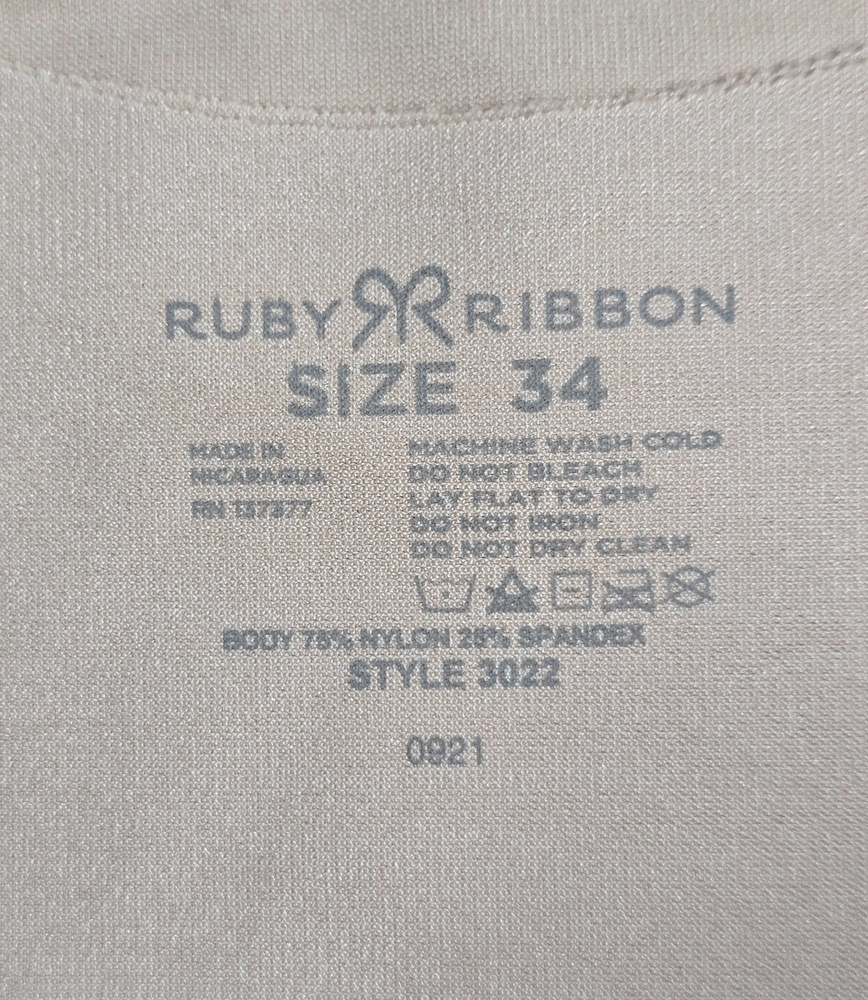 RUBY RIBBON
SIZE 34
MADE IN
NICARAGUA
RN 137377
MACHINE WASH COLD
DO NOT BLEACH
LAY FLAT TO DRY
DO NOT IRON
DO NOT DRY CLEAN
BODY 75% NYLON 25% SPANDEX
STYLE 3022
0921